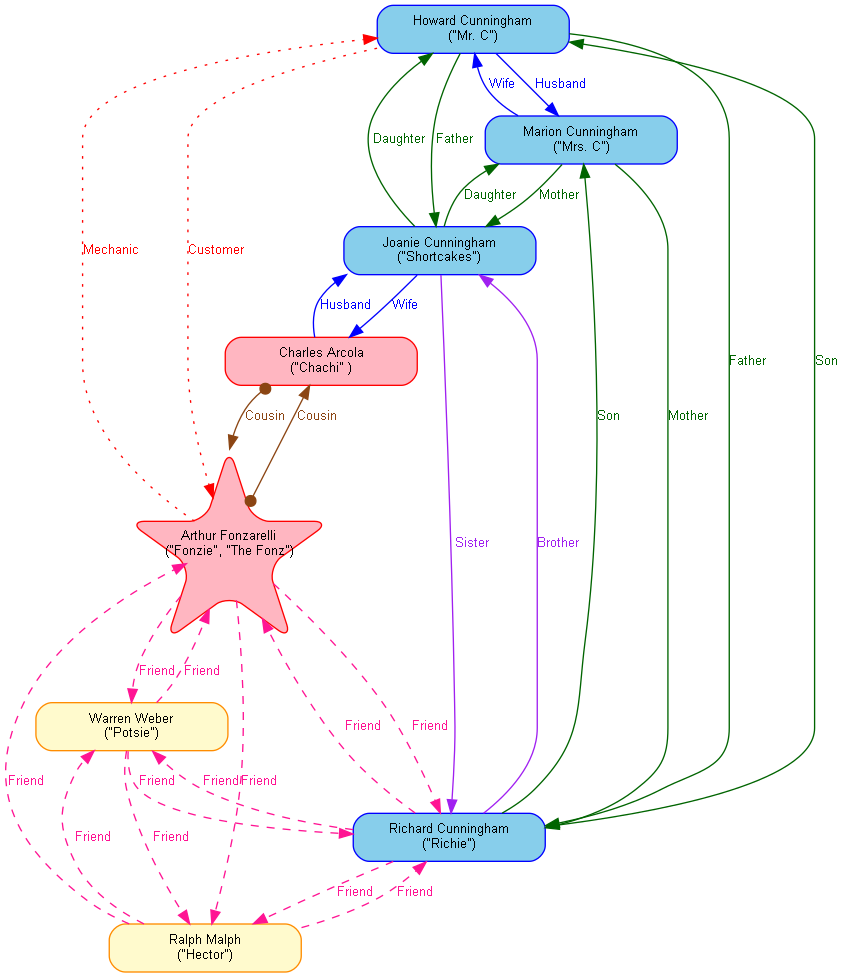 Howard Cunningham
("Mr. C")
Wife
Husband
Marion Cunningham
("Mrs. C")
Daughter
Father
Daughter
Mother
Mechanic
Customer
Joanie Cunningham
("Shortcakes")
Husband
Wife
Charles Arcola
("Chachi" )
Father
Son
Cousin
Cousin
Son
Mother
Arthur Fonzarelli
("Fonzie", "The Fonz")
Sister
Brother
Friend
Friend
Warren Weber
("Potsie")
Friend
Friend
Friend
Friend
Friend
Friend
Richard Cunningham
("Richie")
Friend
Friend
Friend
Friend
Ralph Malph
("Hector")